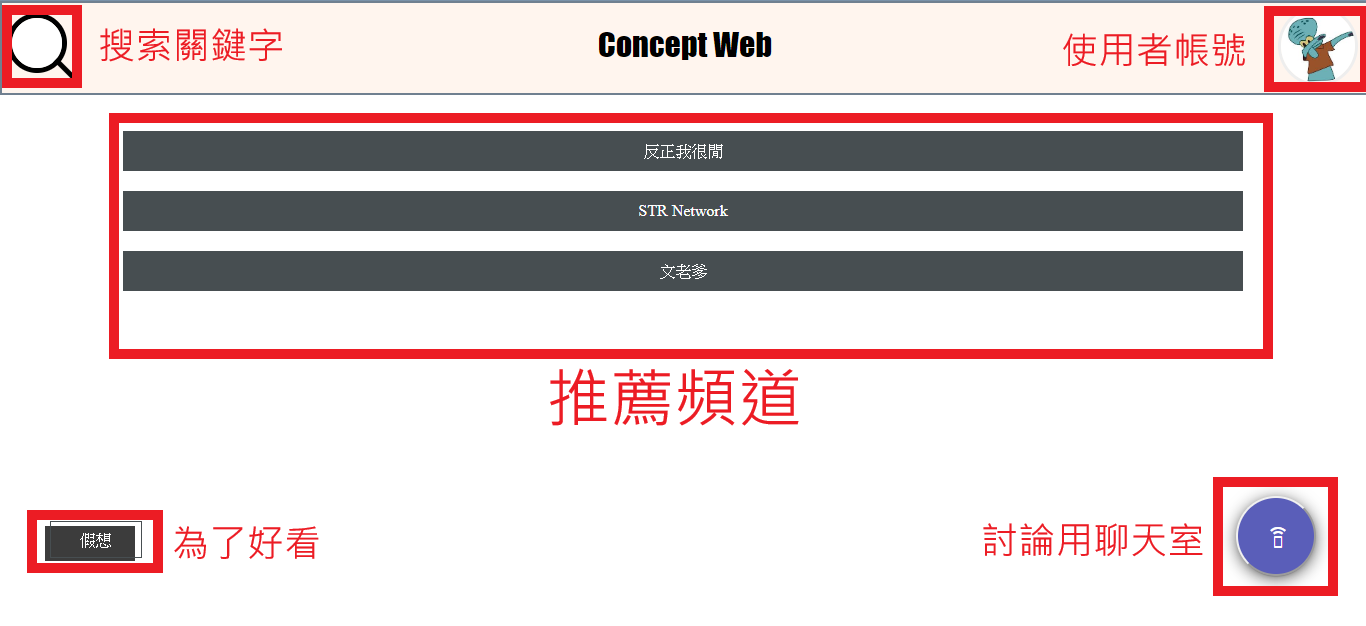 搜索關鍵字
Concept Web
使用者帳號
反正我很閒
STR Network
文老爹
推薦頻道
假想
為了好看
討論用聊天室